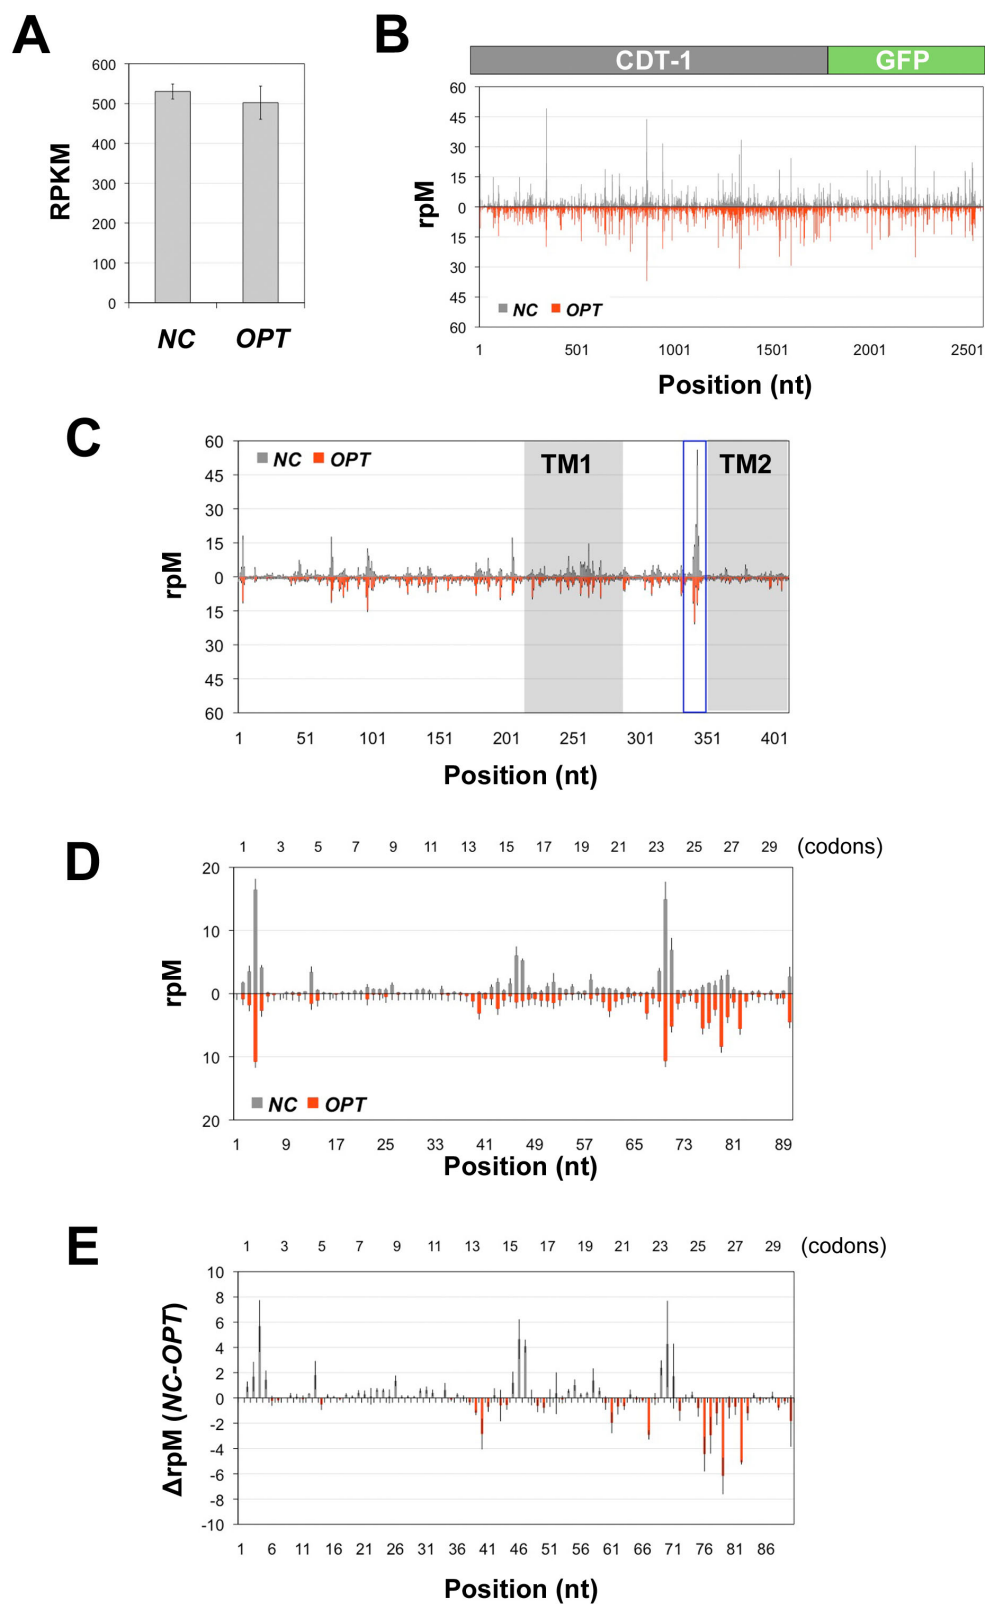 A
600
500
400
300
200
100
0
RPKM
NC OPT
B
CDT-1 GFP
60
45
30
15
0
15
30
45
60
rpM
NC OPT
1 501 1001 1501 2001 2501
Position (nt)
C
60
45
30
15
0
15
30
45
60
rpM
NC OPT
TM1 TM2
1 51 101 151 201 251 301 351 401
Position (nt)
D
1 3 5 7 9 11 13 15 17 19 21 23 25 27 29 (codons)
20
10
0
10
20
rpM
NC OPT
1 9 17 25 33 41 49 57 65 73 81 89
Position (nt)
E
1 3 5 7 9 11 13 15 17 19 21 23 25 27 29 (codons)
10
8
6
4
2
0
-2
-4
-6
-8
-10
ΔrpM (NC-OPT)
1 6 11 16 21 26 31 36 41 46 51 56 61 66 71 76 81 86
Position (nt)